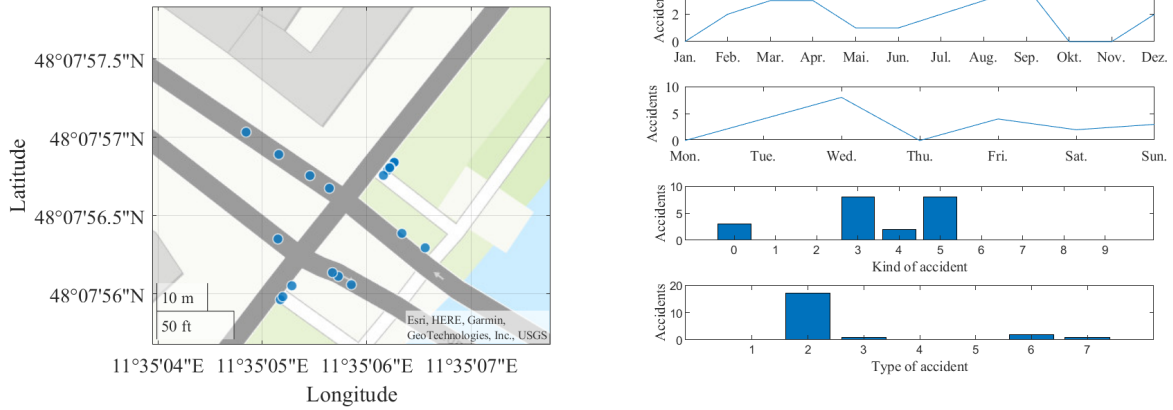 48°07'57.5"N
48°07'57"N
48°07'56.5"N
48°07'56"N
Latitude
10 m
50 ft
Esri, HERE, Garmin,
GeoTechnologies, Inc., USGS
11°35'04"E 11°35'05"E 11°35'06"E 11°35'07"E
Longitude
2
0
Jan. Feb. Mar. Apr. Mai. Jun. Jul. Aug. Sep. Okt. Nov. Dez.
Accidents
10
5
0
Mon. Tue. Wed. Thu. Fri. Sat. Sun.
Accidents
10
5
0
0 1 2 3 4 5 6 7 8 9
Kind of accident
Accidents
20
10
0
1 2 3 4 5 6 7
Type of accident